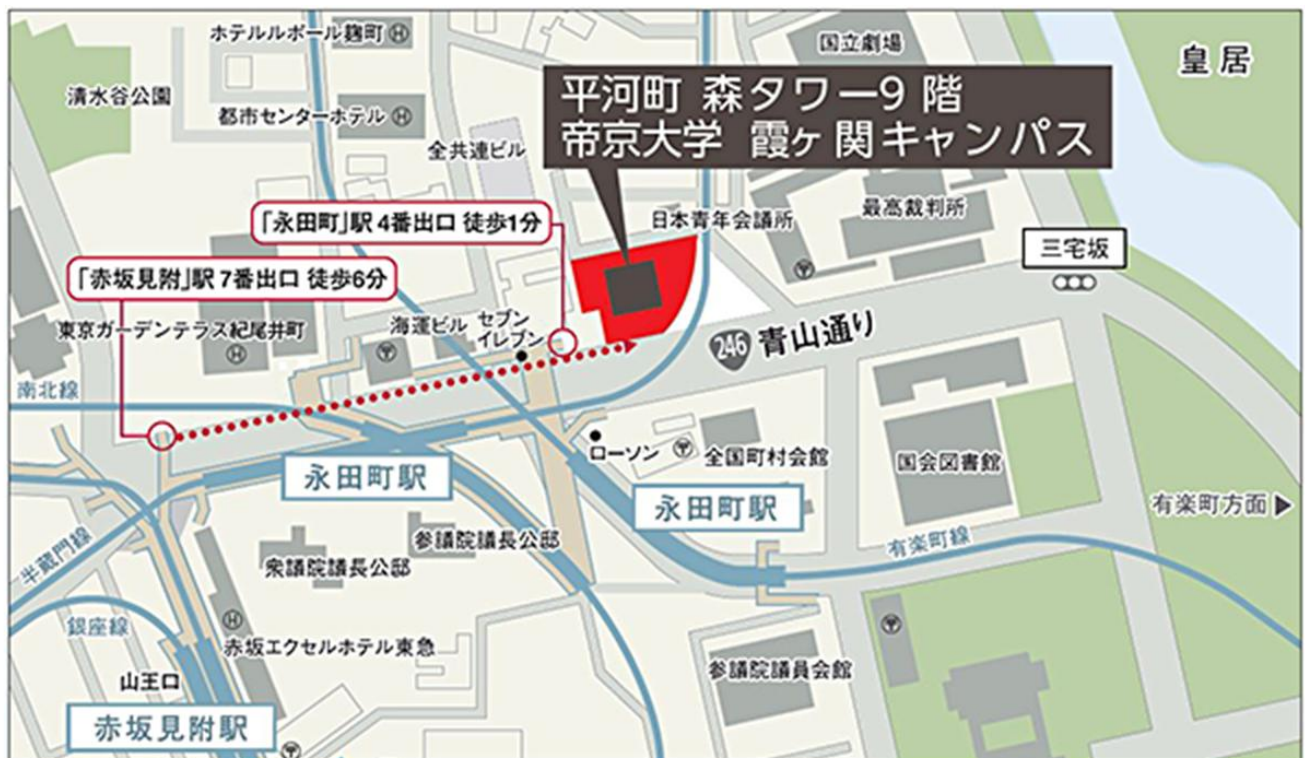 ホテルルポール麹町 Ⓗ
国立劇場
皇居
清水谷公園
都市センターホテル Ⓗ
平河町 森タワー9 階
帝京大学 霞ヶ関キャンパス
全共連ビル
「永田町」駅 4番出口 徒歩1分
日本青年会議所
最高裁判所
三宅坂
「赤坂見附」駅 7番出口 徒歩6分
東京ガーデンテラス紀尾井町
Ⓗ
海運ビル
セブン
イレブン
246 青山通り
南北線
ローソン
全国町村会館
国会図書館
永田町駅
永田町駅
有楽町方面
半蔵門線
衆議院議長公邸
参議院議長公邸
有楽町線
銀座線
Ⓗ
赤坂エクセルホテル東急
山王口
参議院議員会館
赤坂見附駅